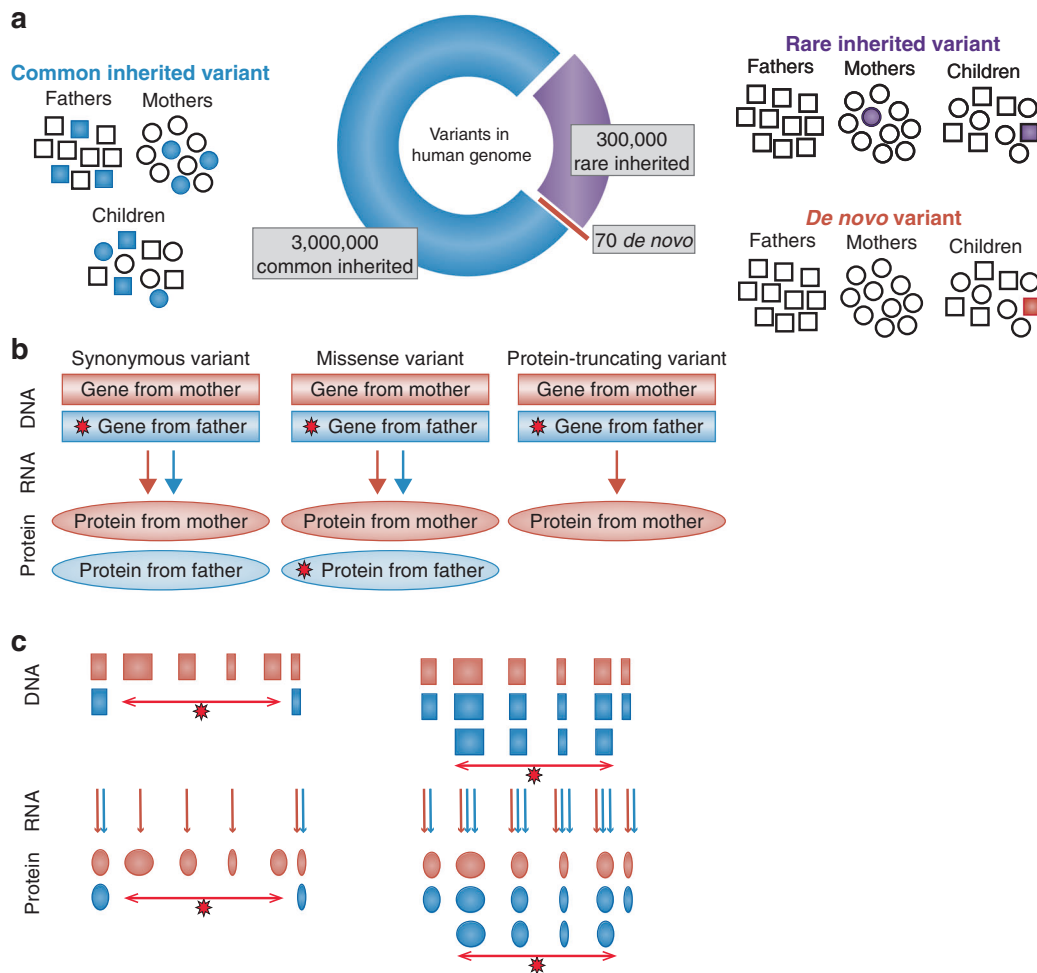 a
Common inherited variant
Fathers
Mothers
Children
Variants in
human genome
300,000
rare inherited
70 de novo
3,000,000
common inherited
Rare inherited variant
Fathers
Mothers
Children
De novo variant
Fathers
Mothers
Children
b
Synonymous variant
Missense variant
Protein-truncating variant
DNA
Gene from mother
Gene from mother
Gene from mother
Gene from father
Gene from father
Gene from father
RNA
Protein
Protein from mother
Protein from mother
Protein from mother
Protein from father
Protein from father
c
DNA
RNA
Protein
DNA
RNA
Protein